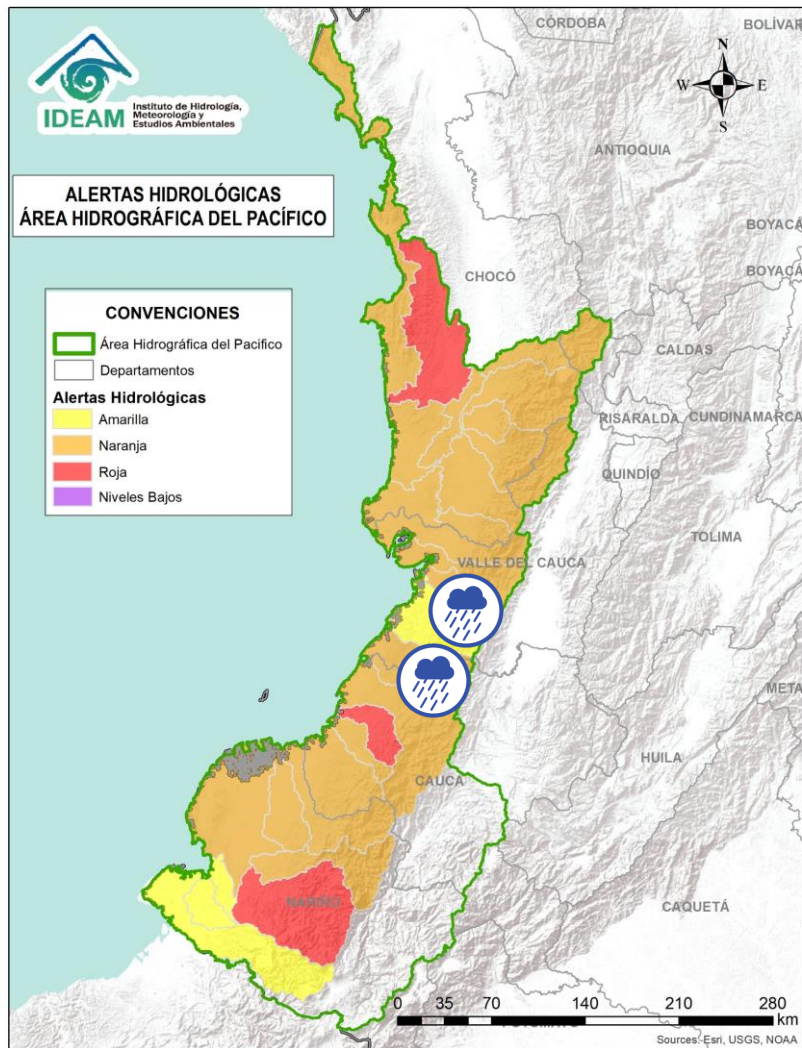 IDEAM
Instituto de Hidrología,
Meteorología y
Estudios Ambientales
ALERTAS HIDROLÓGICAS
ÁREA HIDROGRÁFICA DEL PACÍFICO
CONVENCIONES
Área Hidrográfica del Pacifico
Departamentos
Alertas Hidrológicas
Amarilla
Naranja
Roja
Niveles Bajos
CÓRDOBA
BOLÍVAR
N
W
E
S
ANTIOQUIA
BOYACÁ
CHOCÓ
BOYACÁ
CALDAS
RISARALDA
CUNDINAMARCA
QUINDÍO
TOLIMA
VALLE DEL CAUCA
META
HUILA
CAUCA
NARIÑO
CAQUETÁ
0 35 70 140 210 280
km
Sources: Esri, USGS, NOAA